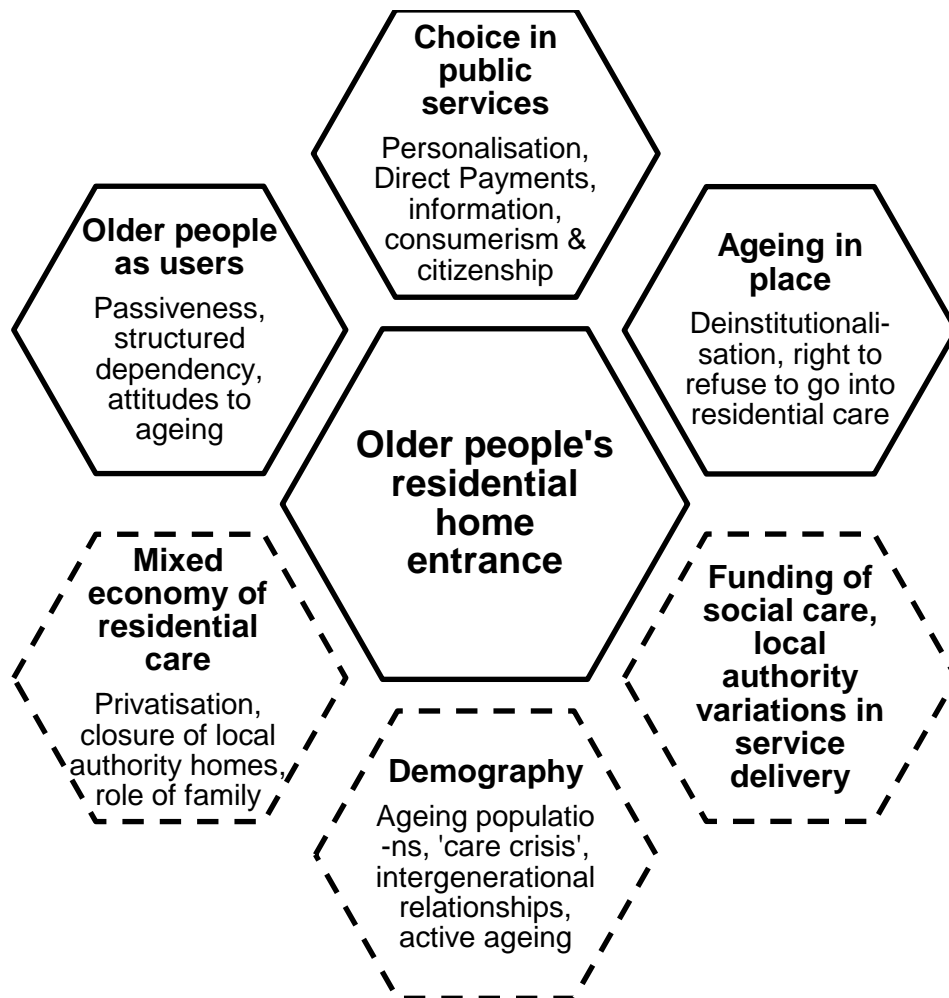 Choice in
public
services
Personalisation,
Direct Payments,
information,
consumerism &
citizenship
Older people
as users
Passiveness,
structured
dependency,
attitudes to
ageing
Ageing in
place
Deinstitutionali-
sation, right to
refuse to go into
residential care
Older people's
residential
home
entrance
Mixed
economy of
residential
care
Privatisation,
closure of local
authority homes,
role of family
Funding of
social care,
local
authority
variations in
service
delivery
Demography
Ageing populatio
-ns, 'care crisis',
intergenerational
relationships,
active ageing